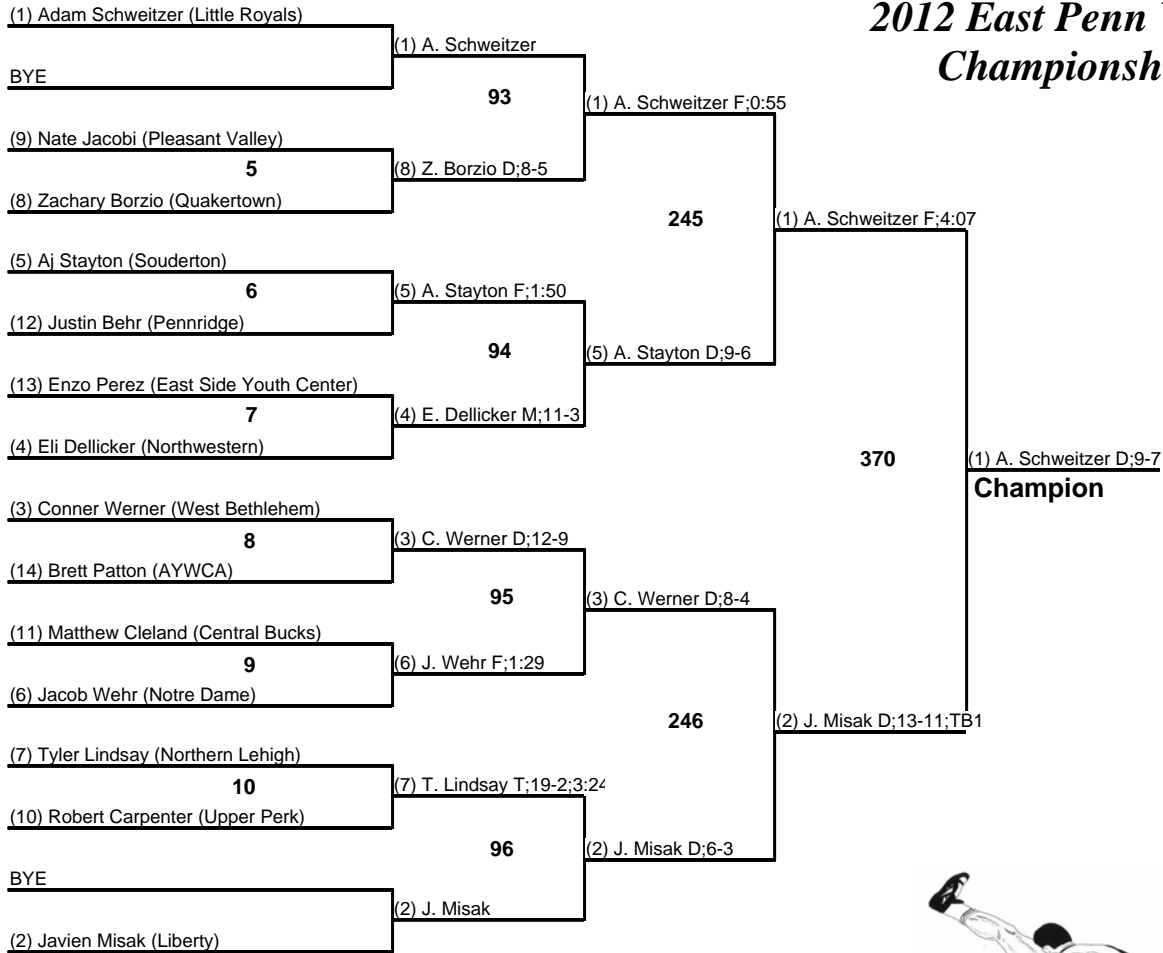 2012 East Penn
Championsh
(1) Adam Schweitzer (Little Royals)
(1) A. Schweitzer
BYE
93
(1) A. Schweitzer F;0:55
(9) Nate Jacobi (Pleasant Valley)
5
(8) Z. Borzio D;8-5
(8) Zachary Borzio (Quakertown)
245
(1) A. Schweitzer F;4:07
(5) Aj Stayton (Souderton)
6
(5) A. Stayton F;1:50
(12) Justin Behr (Pennridge)
94
(5) A. Stayton D;9-6
(13) Enzo Perez (East Side Youth Center)
7
(4) E. Dellicker M;11-3
(4) Eli Dellicker (Northwestern)
370
(1) A. Schweitzer D;9-7
Champion
(3) Conner Werner (West Bethlehem)
8
(3) C. Werner D;12-9
(14) Brett Patton (AYWCA)
95
(3) C. Werner D;8-4
(11) Matthew Cleland (Central Bucks)
9
(6) J. Wehr F;1:29
(6) Jacob Wehr (Notre Dame)
246
(2) J. Misak D;13-11;TB1
(7) Tyler Lindsay (Northern Lehigh)
10
(7) T. Lindsay T;19-2;3:24
(10) Robert Carpenter (Upper Perk)
96
(2) J. Misak D;6-3
BYE
(2) J. Misak
(2) Javien Misak (Liberty)